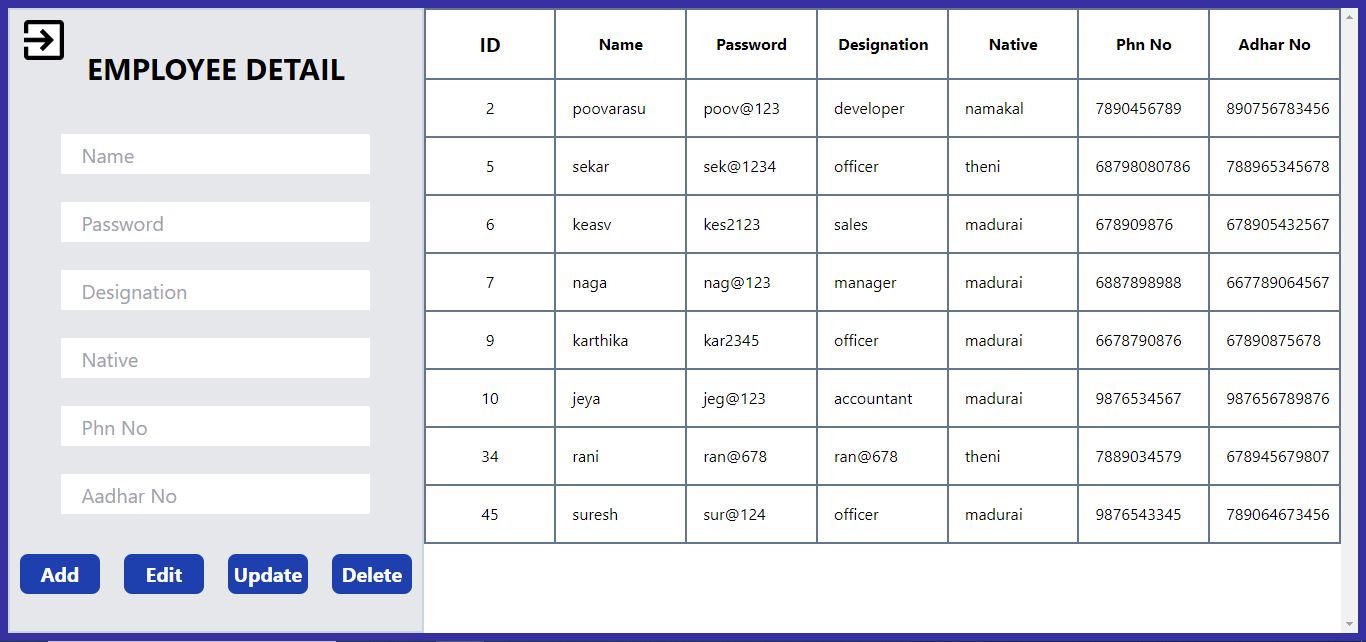 EMPLOYEE DETAIL
Name
Password
Designation
Native
Phn No
Aadhar No
Add Edit Update Delete
ID Name Password Designation Native Phn No Adhar No
2 poovarasu poov@123 developer namakal 7890456789 890756783456
5 sekar sek@1234 officer theni 68798080786 788965345678
6 keasv kes2123 sales madurai 678909876 678905432567
7 naga nag@123 manager madurai 6887898988 667789064567
9 karthika kar2345 officer madurai 6678790876 67890875678
10 jeya jeg@123 accountant madurai 9876534567 987656789876
34 rani ran@678 ran@678 theni 7889034579 678945679807
45 suresh sur@124 officer madurai 9876543345 789064673456